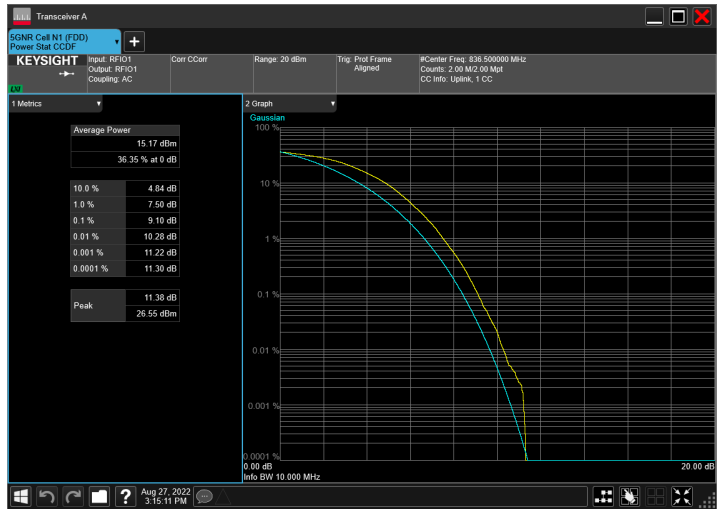 Transceiver A
5GNR Cell N1 (FDD)
Power Stat CCDF
KEYSIGHT
LXI
Input: RFIO1
Output: RFIO1
Coupling: AC
Corr CCorr
Range: 20 dBm
Trig: Prot Frame
Aligned
#Center Freq: 836.500000 MHz
Counts: 2.00 M/2.00 Mpt
CC Info: Uplink, 1 CC
1 Metrics
Average Power
15.17 dBm
36.35 % at 0 dB
10.0 % 4.84 dB
1.0 % 7.50 dB
0.1 % 9.10 dB
0.01 % 10.28 dB
0.001 % 11.22 dB
0.0001 % 11.30 dB
Peak
11.38 dB
26.55 dBm
2 Graph
Gaussian
100 %
10 %
1 %
0.1 %
0.01 %
0.001 %
0.0001 %
0.00 dB 20.00 dB
Info BW 10.000 MHz
?
Aug 27, 2022
3:15:11 PM